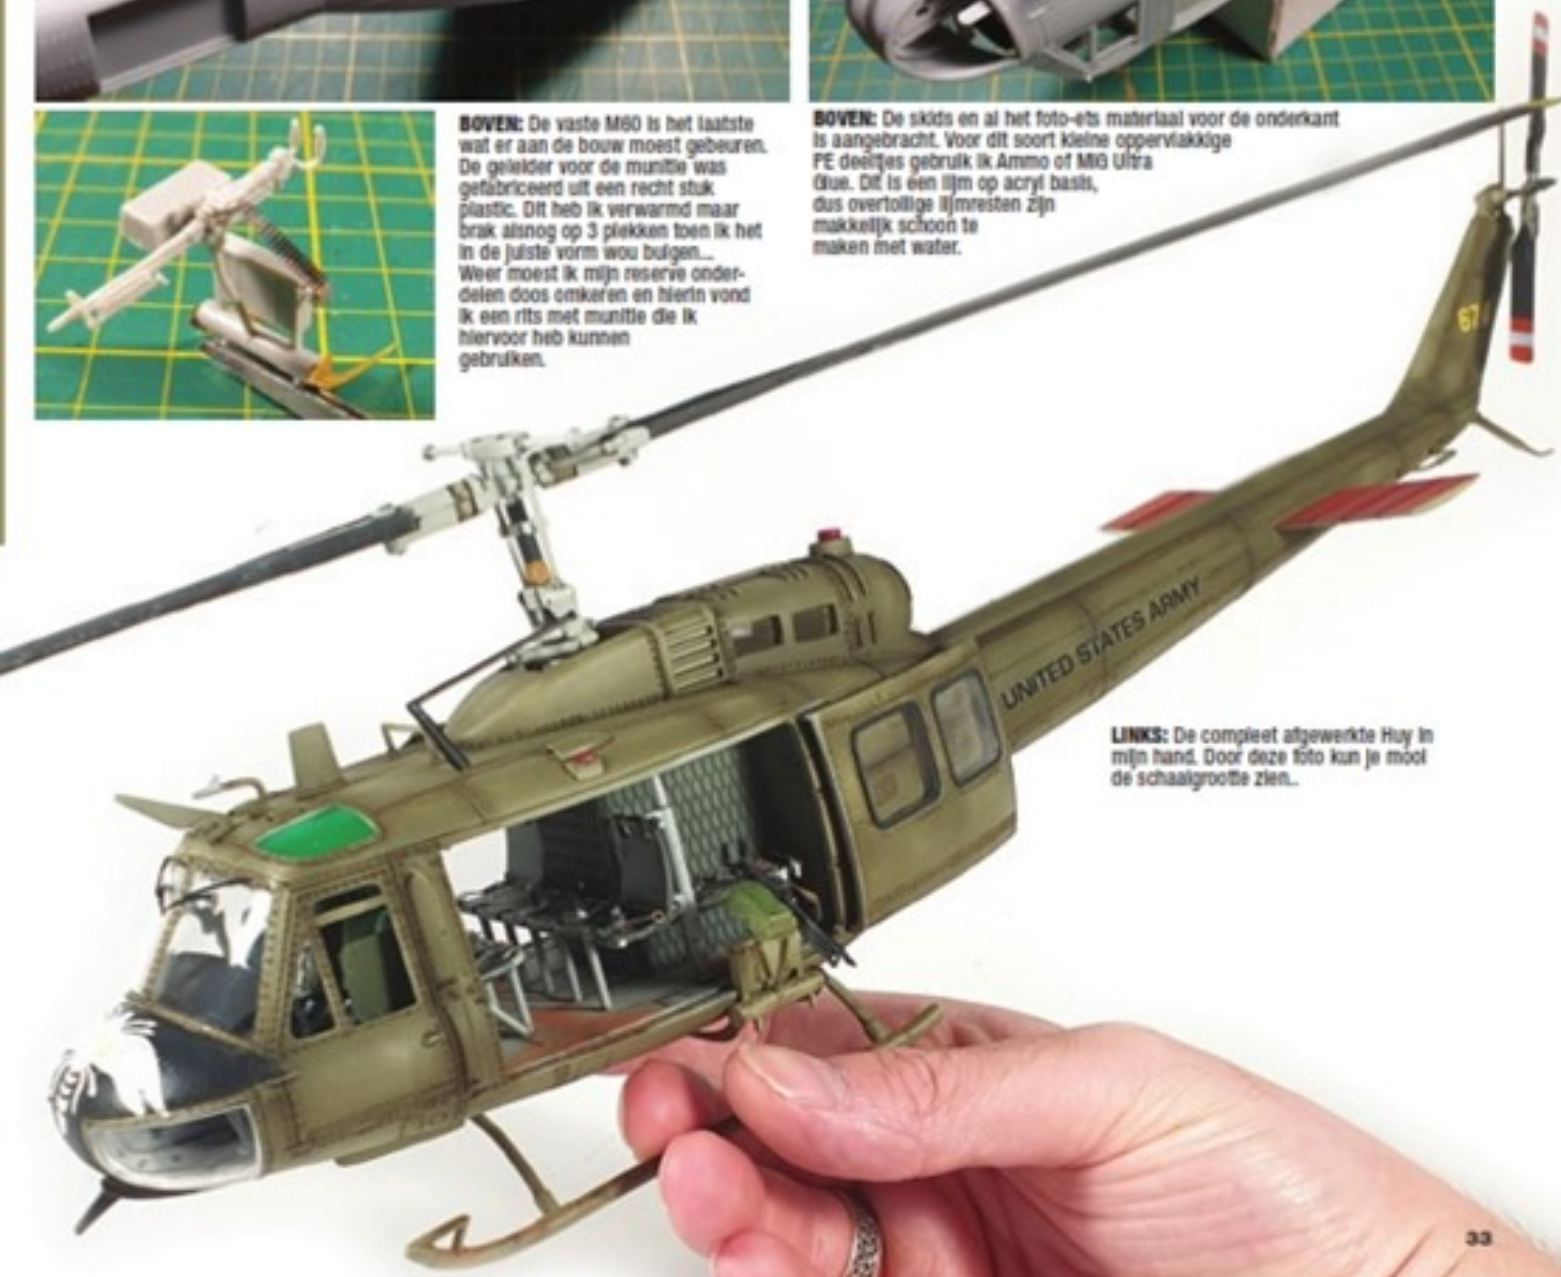 BOVEN: De vaste M60 is het laatste
wat er aan de bouw moest gebeuren.
De geleider voor de munitie was
gefabriceerd uit een recht stuk
plastic. Dit heb ik verwarmd maar
brak alsnog op 3 plekken toen ik het
in de juiste vorm wou buigen...
Weer moest ik mijn reserve onder-
delen doos omkeren en hierin vond
ik een rits met munitie die ik
hiervoor heb kunnen
gebruiken.
BOVEN: De skids en al het foto-ets materiaal voor de onderkant
is aangebracht. Voor dit soort kleine oppervlakkige
PE deeltjes gebruik ik Ammo of MiG Ultra
Glue. Dit is een lijm op acryl basis,
dus overtollige lijmresten zijn
makkelijk schoon te
maken met water.
67
UNITED STATES ARMY
LINKS: De compleet afgewerkte Huy in
mijn hand. Door deze foto kun je mooi
de schaalgrootte zien..
33